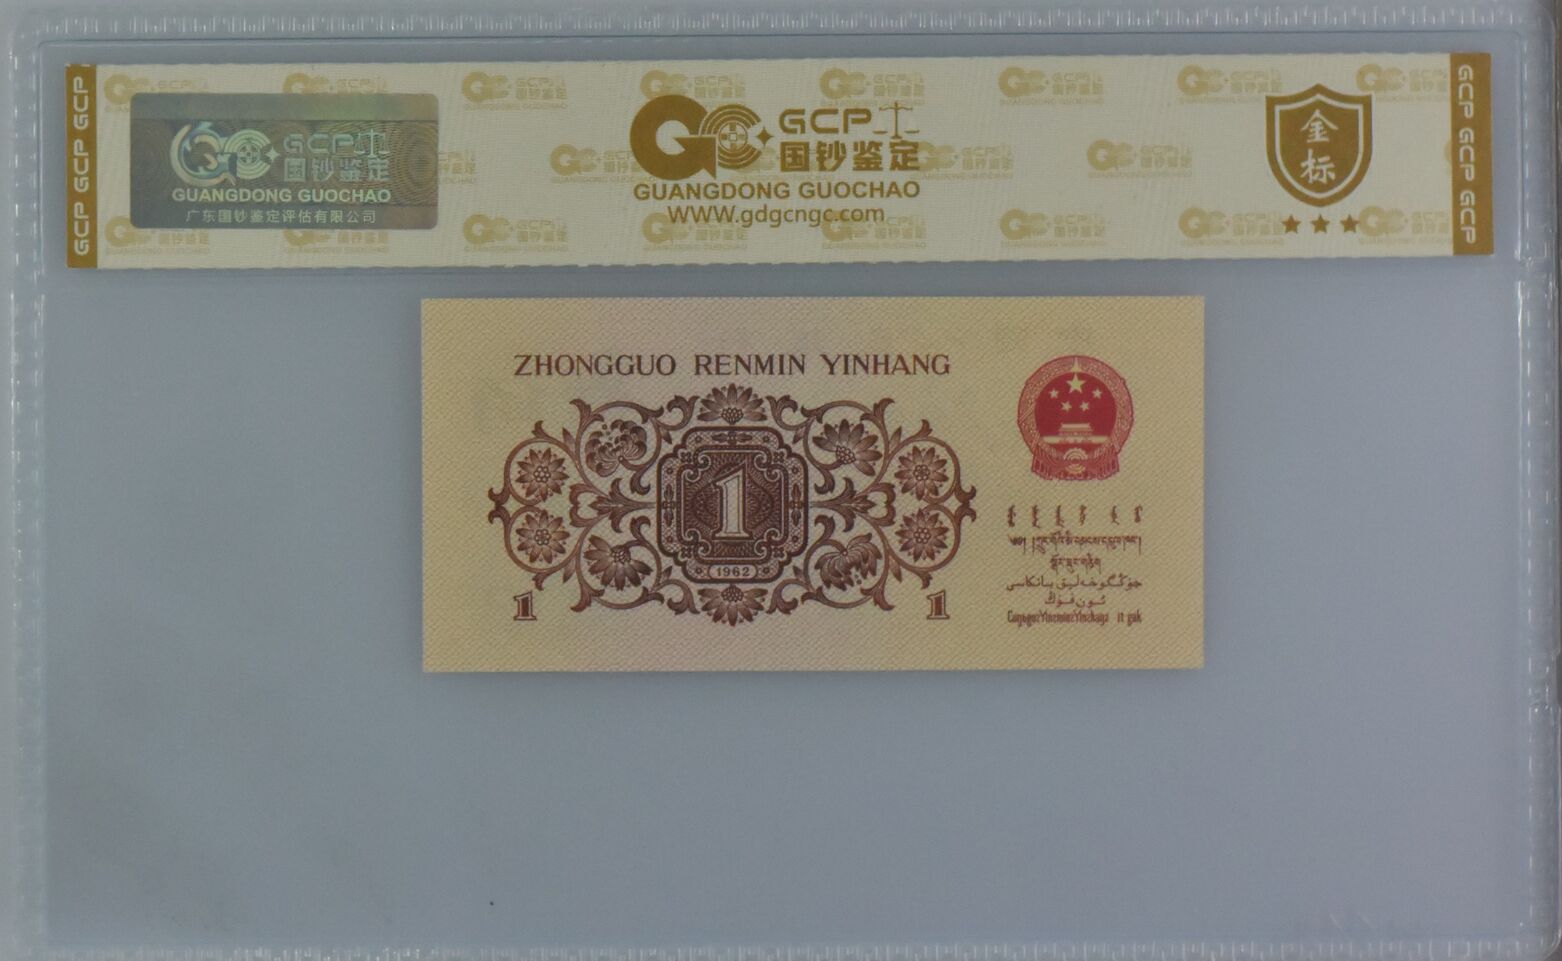 GCP GCP GCP
GCP
国钞鉴定
GUANGDONG GUOCHAO
广东国钞鉴定评估有限公司
GCP
国钞鉴定
GUANGDONG GUOCHAO
WWW.gdgcngc.com
金标
GCP GCP GCP
ZHONGGUO RENMIN YINHANG
1
1962
1
1